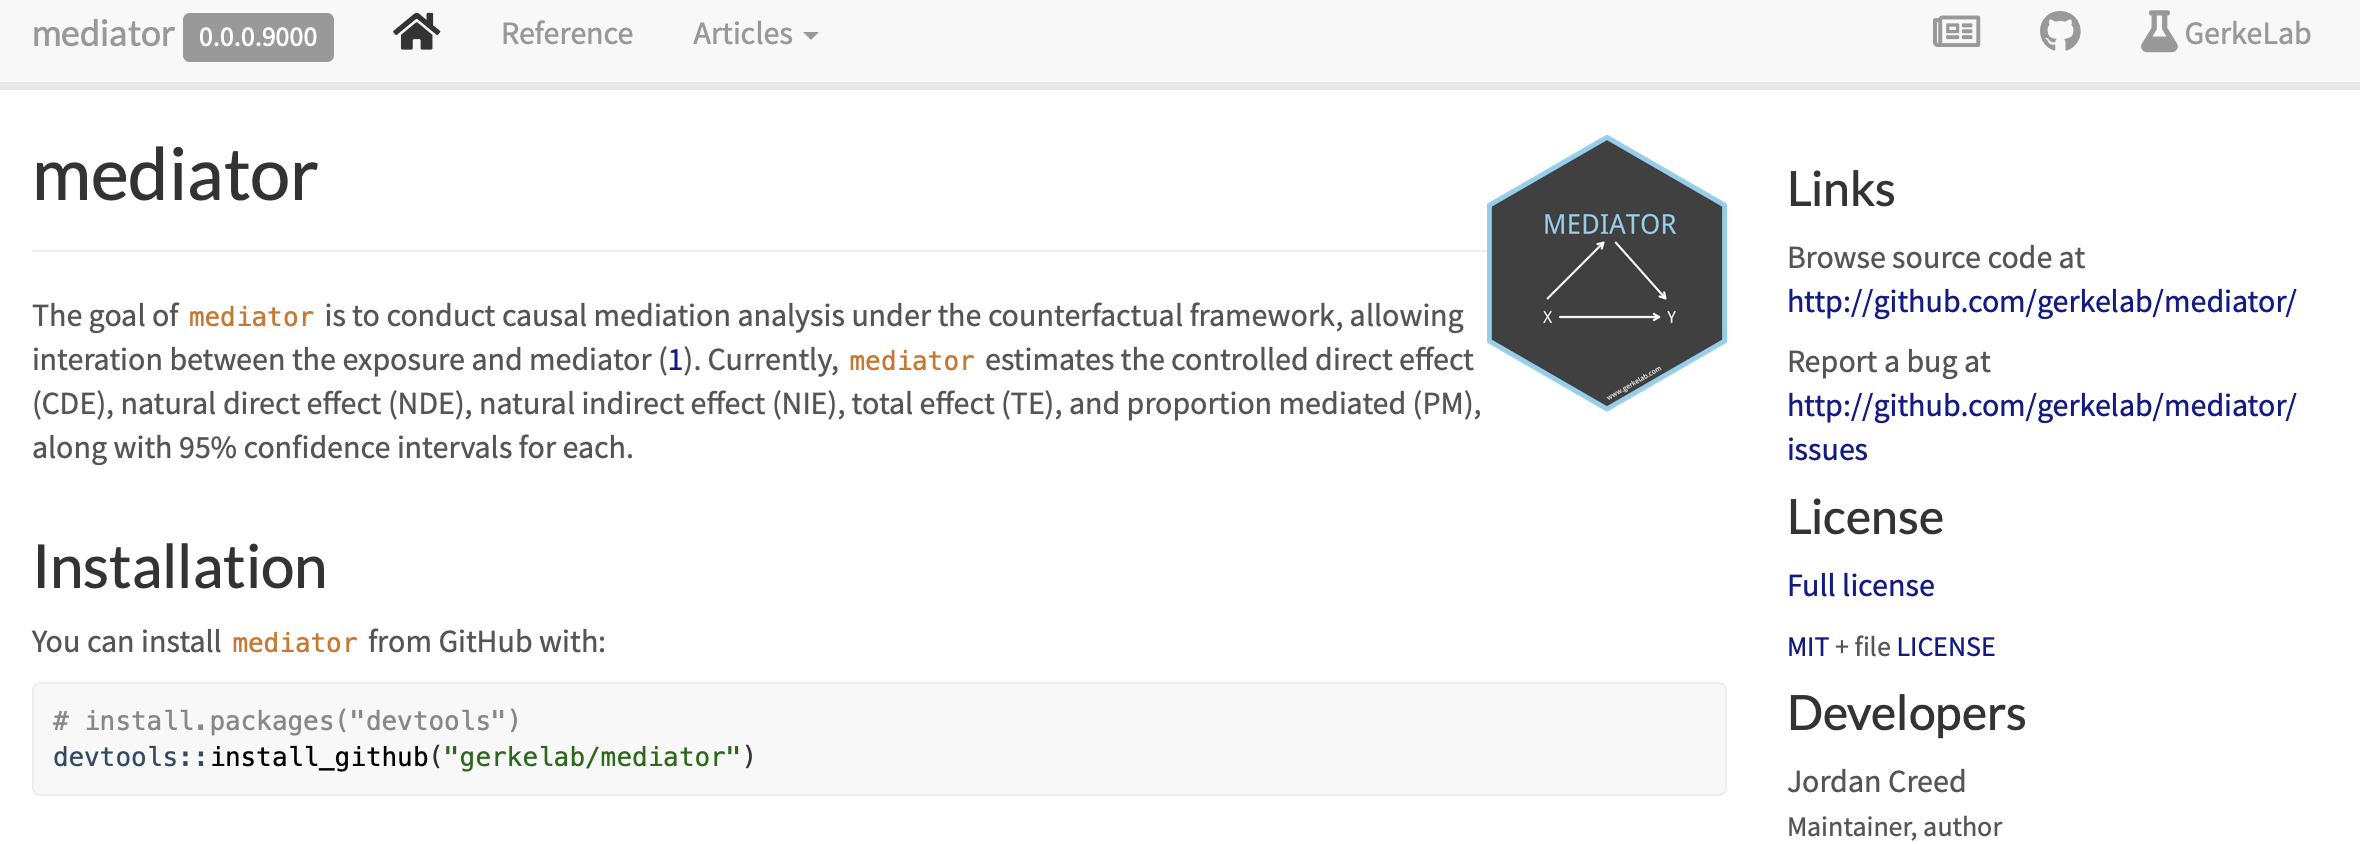 mediator 0.0.0.9000 Reference Articles GerkeLab
mediator
MEDIATOR
X Y
www.gerkelab.com
The goal of mediator is to conduct causal mediation analysis under the counterfactual framework, allowing
interation between the exposure and mediator (1). Currently, mediator estimates the controlled direct effect
(CDE), natural direct effect (NDE), natural indirect effect (NIE), total effect (TE), and proportion mediated (PM),
along with 95% confidence intervals for each.
Installation
You can install mediator from GitHub with:
# install.packages("devtools")
devtools::install_github("gerkelab/mediator")
Links
Browse source code at
http://github.com/gerkelab/mediator/
Report a bug at
http://github.com/gerkelab/mediator/
issues
License
Full license
MIT + file LICENSE
Developers
Jordan Creed
Maintainer, author